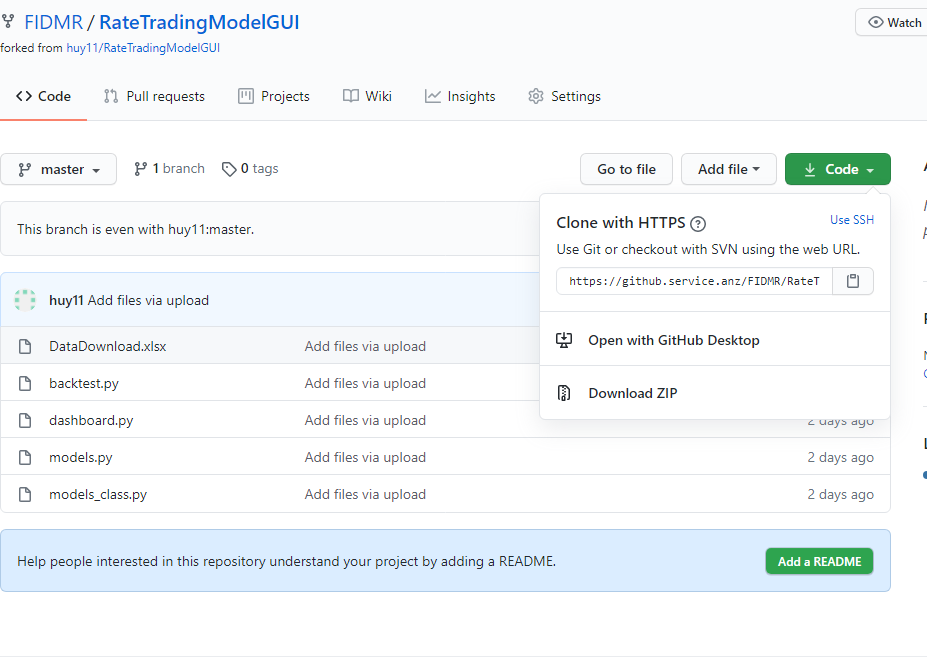 FIDMR / RateTradingModelGUI
Watch
forked from huy11/RateTradingModelGUI
Code Pull requests Projects Wiki Insights Settings
master 1 branch 0 tags Go to file Add file Code
This branch is even with huy11:master.
Clone with HTTPS Use SSH
Use Git or checkout with SVN using the web URL.
https://github.service.anz/FIDMR/RateT
Open with GitHub Desktop
Download ZIP
huy11 Add files via upload
DataDownload.xlsx Add files via upload
backtest.py Add files via upload
dashboard.py Add files via upload 2 days ago
models.py Add files via upload 2 days ago
models_class.py Add files via upload 2 days ago
Help people interested in this repository understand your project by adding a README. Add a README